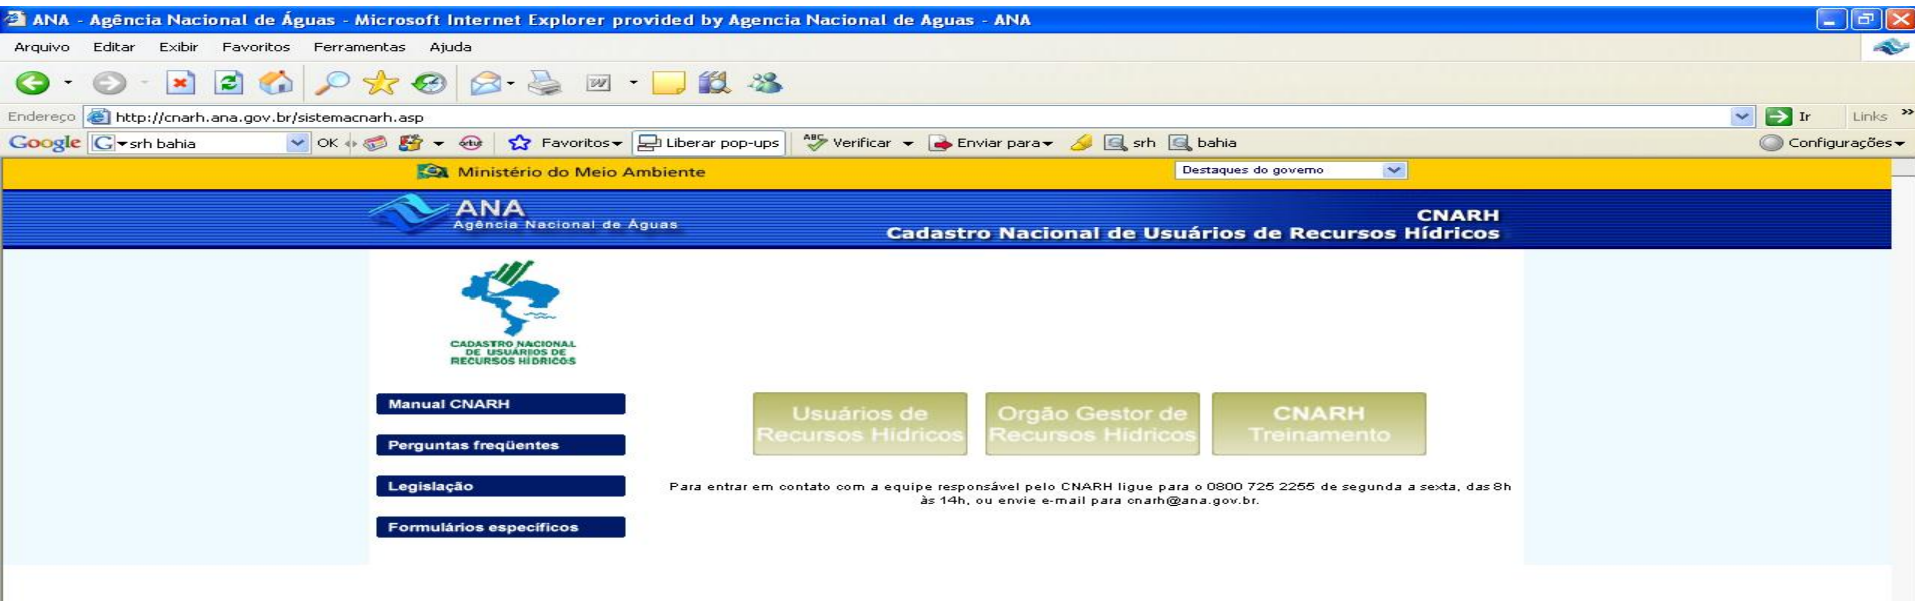 ANA - Agência Nacional de Águas - Microsoft Internet Explorer provided by Agencia Nacional de Aguas - ANA
Arquivo Editar Exibir Favoritos Ferramentas Ajuda
Endereço http://cnarh.ana.gov.br/sistemacnarh.asp Ir Links »
Google G srh bahia OK Favoritos Liberar pop-ups ABC Verificar Enviar para srh bahia Configurações
Ministério do Meio Ambiente Destaques do governo
ANA
Agência Nacional de Águas
CNARH
Cadastro Nacional de Usuários de Recursos Hídricos
CADASTRO NACIONAL
DE USUÁRIOS DE
RECURSOS HÍDRICOS
Manual CNARH
Perguntas freqüentes
Legislação
Formulários específicos
Usuários de
Recursos Hídricos
Orgão Gestor de
Recursos Hídricos
CNARH
Treinamento
Para entrar em contato com a equipe responsável pelo CNARH ligue para o 0800 725 2255 de segunda a sexta, das 8h
às 14h, ou envie e-mail para cnarh@ana.gov.br.